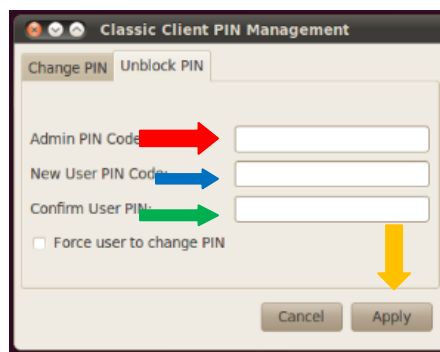 Classic Client PIN Management
Change PIN Unblock PIN
Admin PIN Code
New User PIN Code:
Confirm User PIN:
Force user to change PIN
Cancel Apply